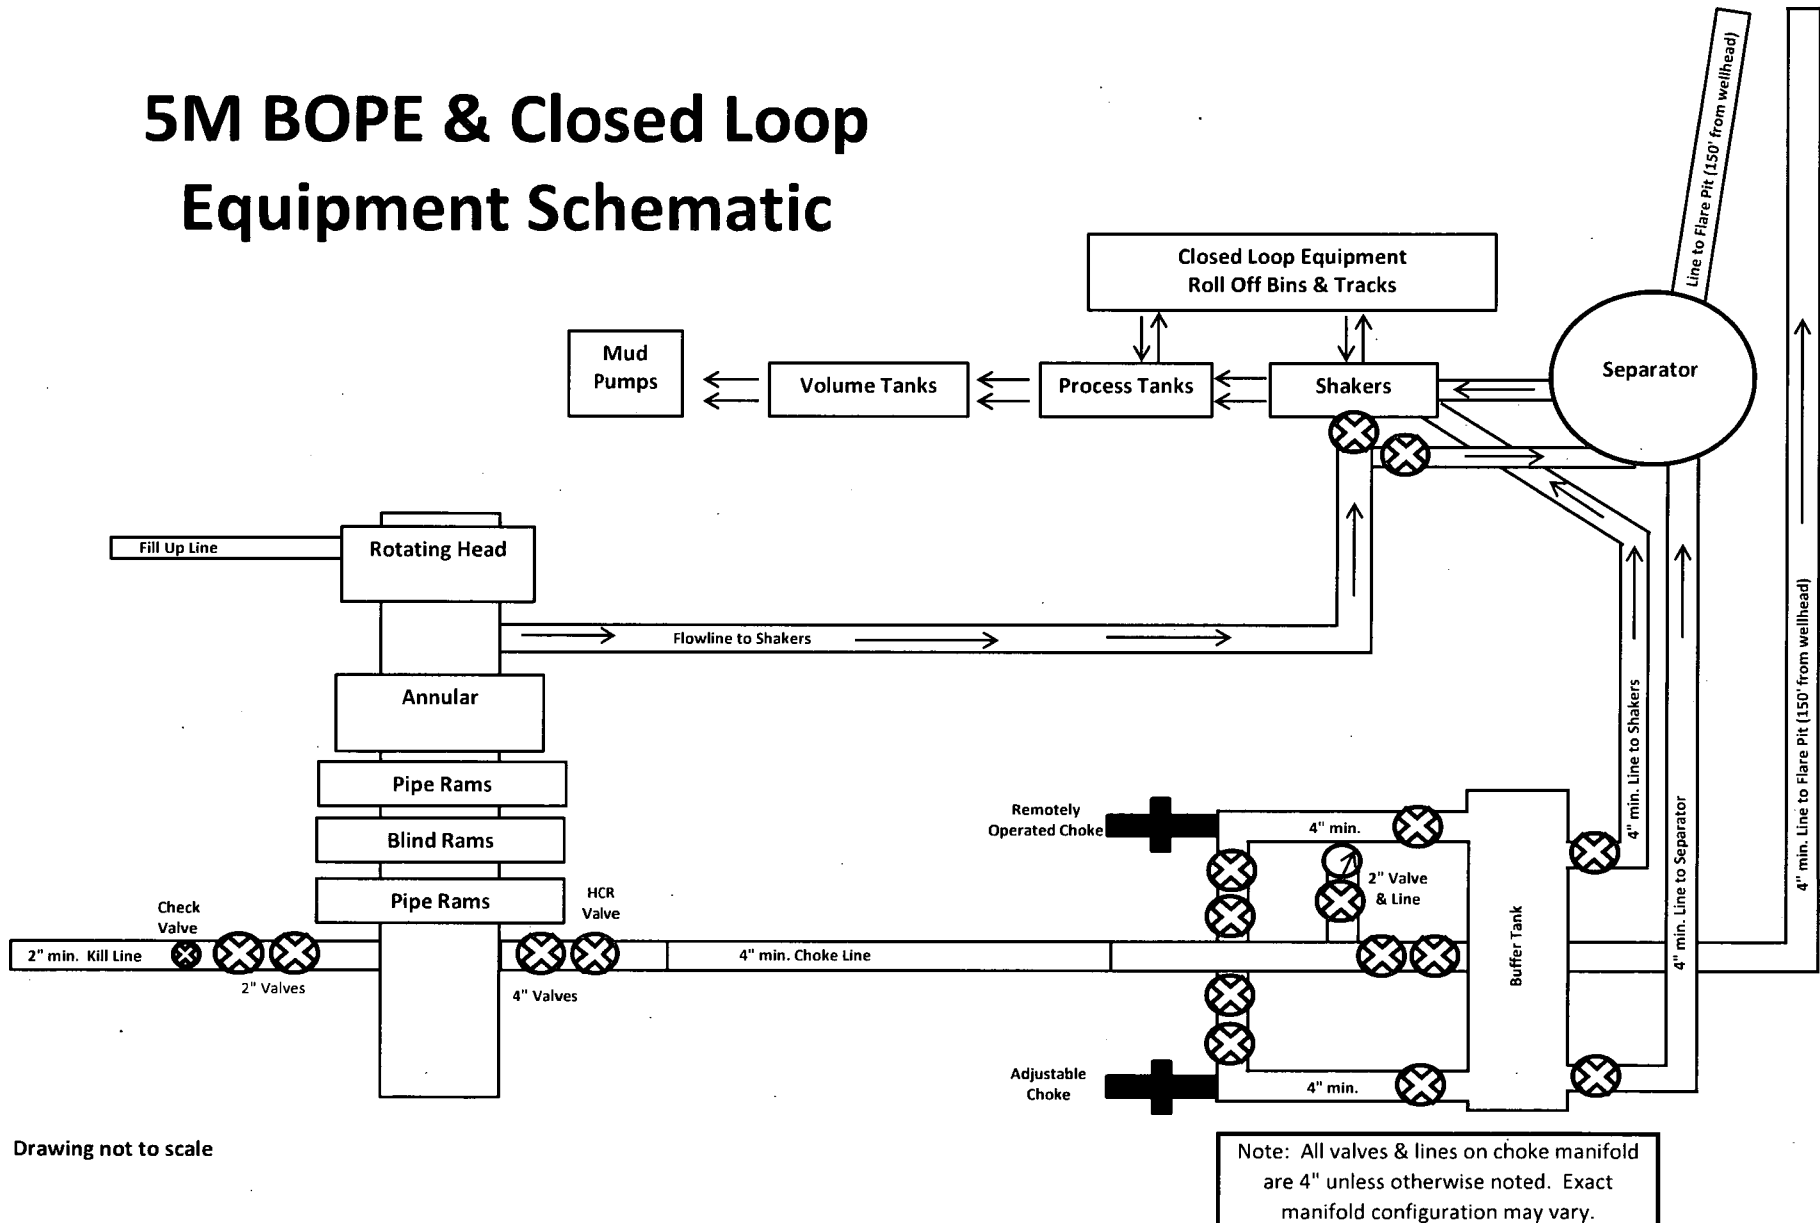 5M BOPE & Closed Loop
Equipment Schematic
Line to Flare Pit (150' from wellhead)
Closed Loop Equipment
Roll Off Bins & Tracks
Mud
Pumps
Volume Tanks
Process Tanks
Shakers
Separator
Fill Up Line
Rotating Head
Flowline to Shakers
Annular
Pipe Rams
Blind Rams
Pipe Rams
Check
Valve
HCR
Valve
2" min. Kill Line
2" Valves
4" Valves
4" min. Choke Line
Remotely
Operated Choke
4" min.
2" Valve
& Line
Buffer Tank
4" min. Line to Shakers
4" min. Line to Separator
4" min. Line to Flare Pit (150' from wellhead)
Adjustable
Choke
4" min.
Drawing not to scale
Note: All valves & lines on choke manifold
are 4" unless otherwise noted. Exact
manifold configuration may vary.